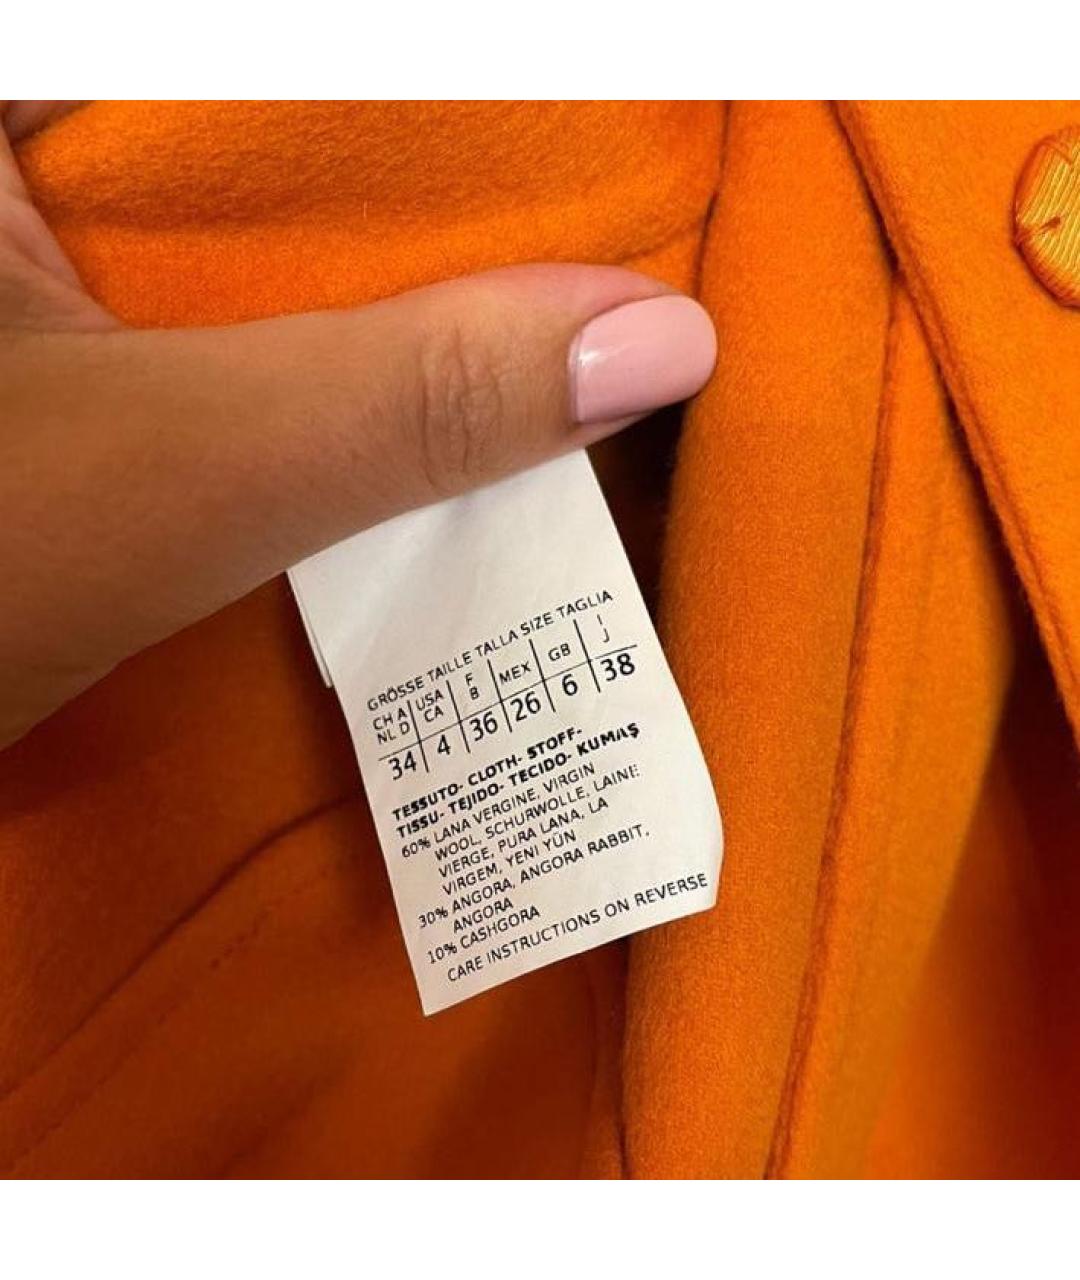 GRÖSSE TAILLE TALLA SIZE TAGLIA
CH A USA F MEX GB I
NL D CA B J
34 4 36 26 6 38
TESSUTO- CLOTH- STOFF-
TISSU- TEJIDO- TECIDO- KUMAŞ
60% LANA VERGINE, VIRGIN
WOOL, SCHURWOLLE, LAINE
VIERGE, PURA LANA, LA
VIRGEM, YENI YÜN
30% ANGORA, ANGORA RABBIT,
ANGORA
10% CASHGORA
CARE INSTRUCTIONS ON REVERSE